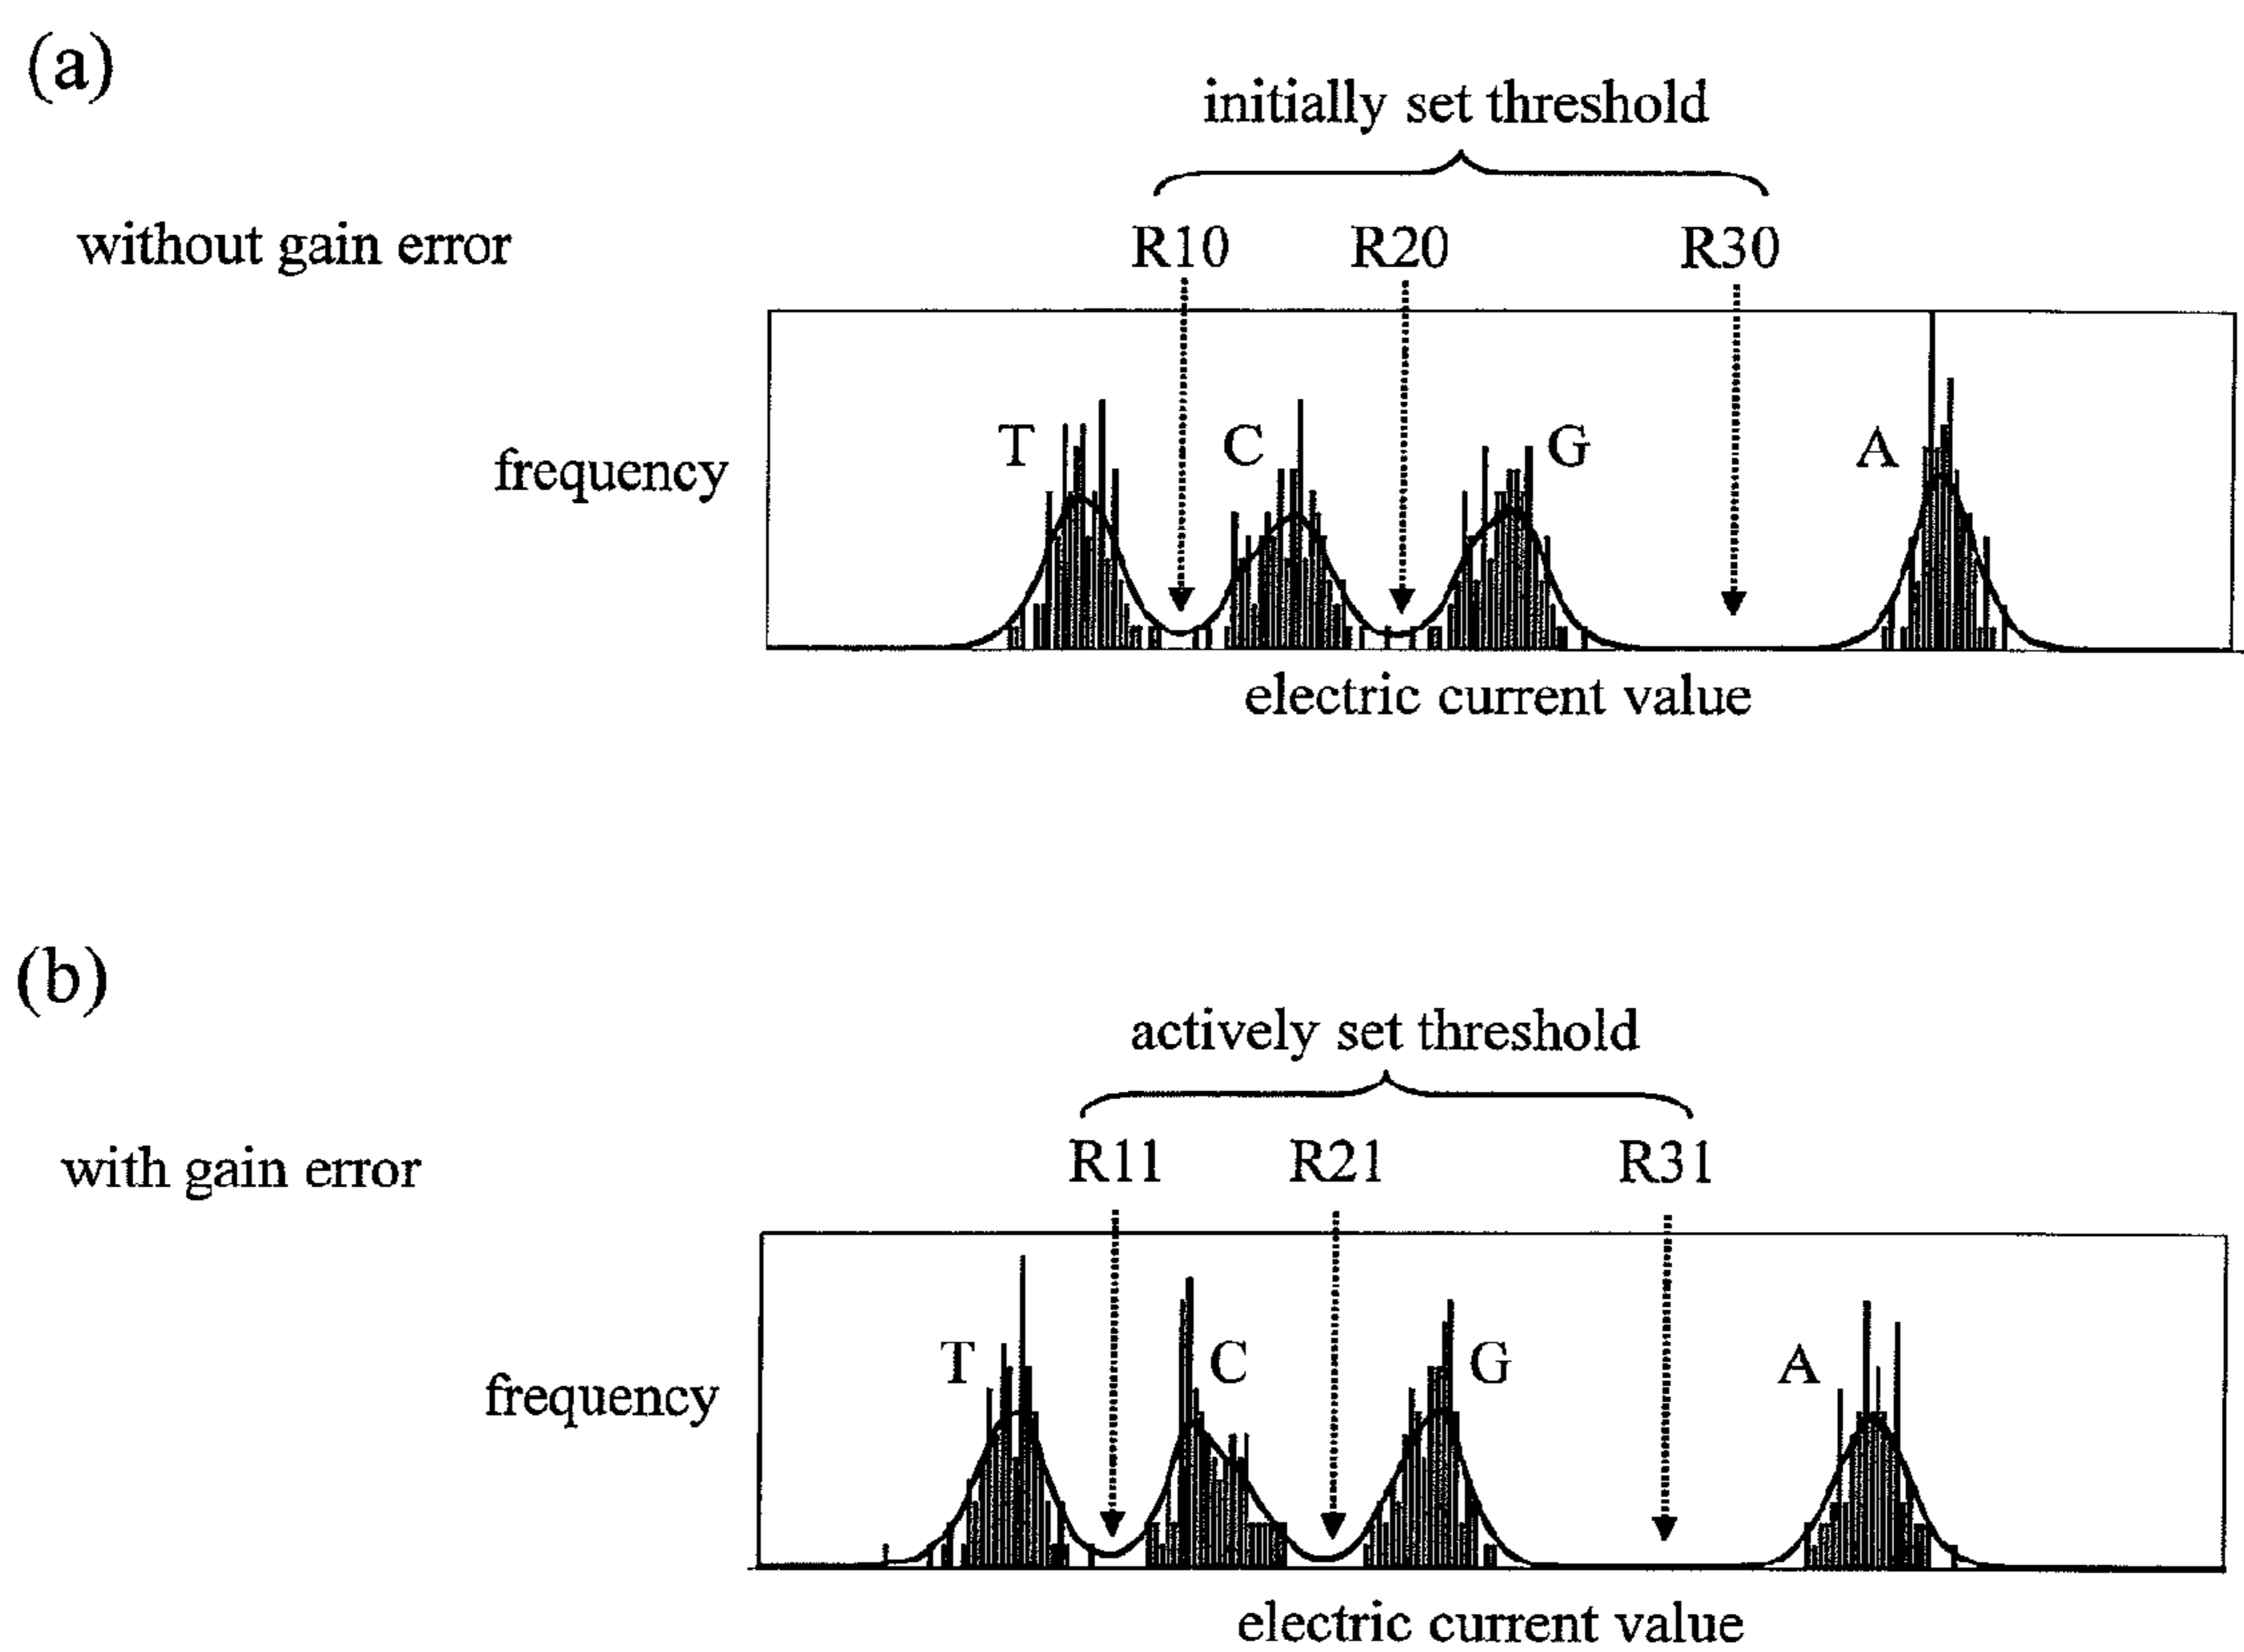 (a)
initially set threshold
without gain error
R10 R20 R30
T C G A
frequency
electric current value
(b)
actively set threshold
with gain error
R11 R21 R31
T C G A
frequency
electric current value